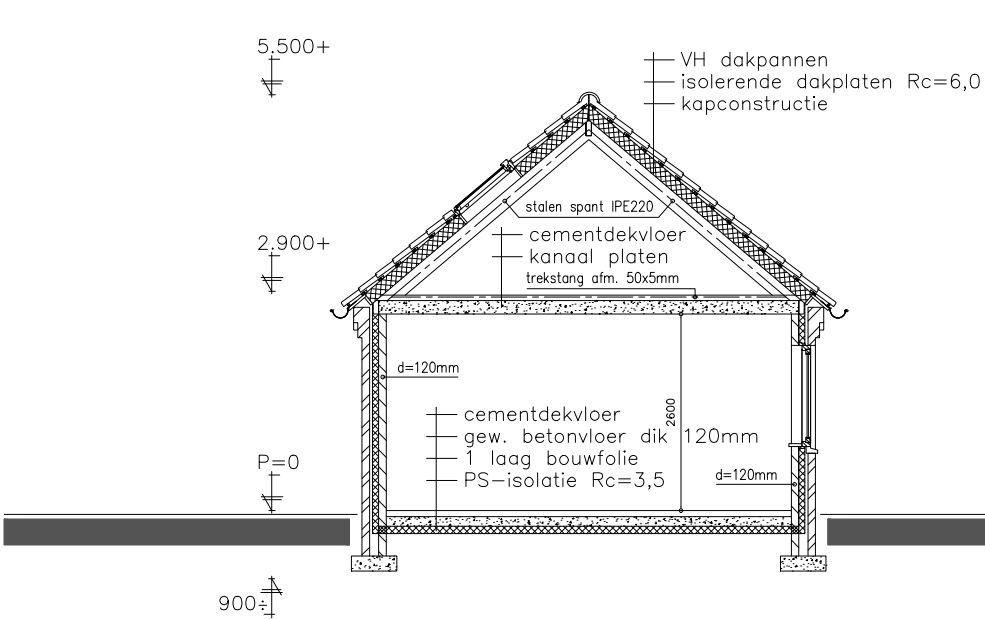 5.500+
VH dakpannen
isolerende dakplaten Rc=6,0
kapconstructie
stalen spant IPE220
2.900+
cementdekvloer
kanaal platen
trekstang afm. 50x5mm
d=120mm
2600
cementdekvloer
gew. betonvloer dik 120mm
1 laag bouwfolie
PS-isolatie Rc=3,5
P=0
d=120mm
900÷